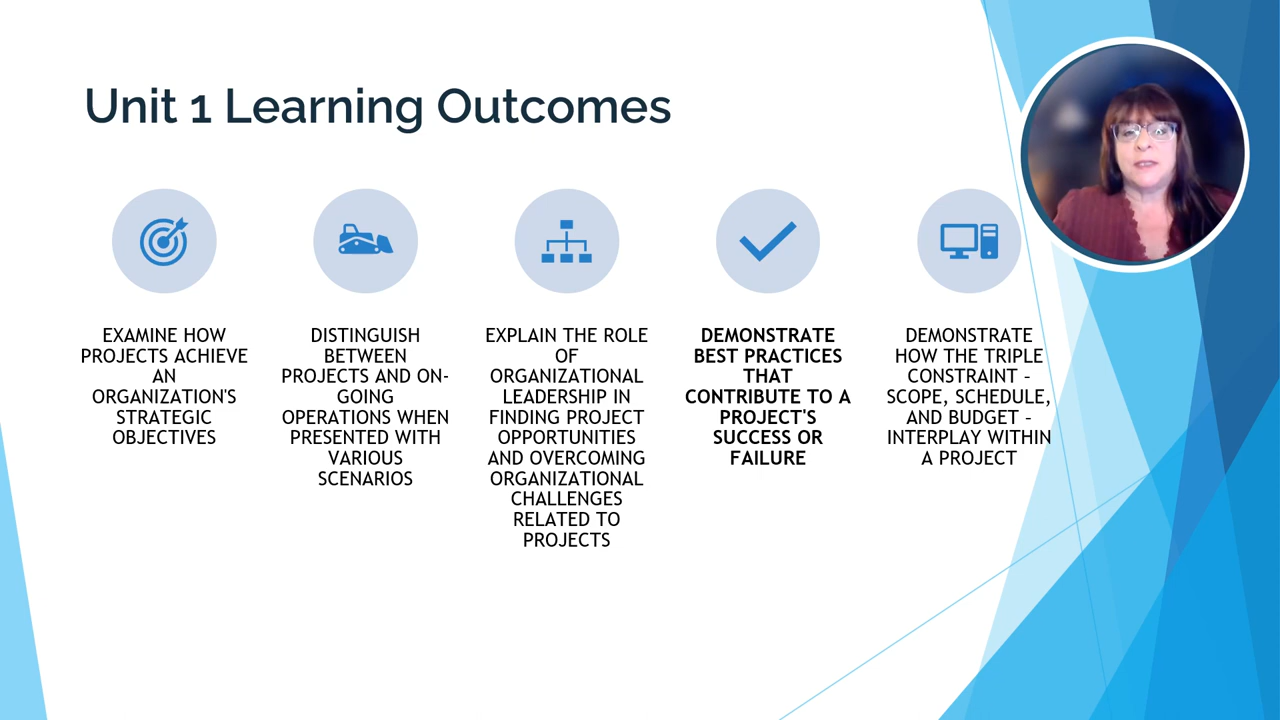 Unit 1 Learning Outcomes
EXAMINE HOW
PROJECTS ACHIEVE
AN
ORGANIZATION'S
STRATEGIC
OBJECTIVES
DISTINGUISH
BETWEEN
PROJECTS AND ON-
GOING
OPERATIONS WHEN
PRESENTED WITH
VARIOUS
SCENARIOS
EXPLAIN THE ROLE
OF
ORGANIZATIONAL
LEADERSHIP IN
FINDING PROJECT
OPPORTUNITIES
AND OVERCOMING
ORGANIZATIONAL
CHALLENGES
RELATED TO
PROJECTS
DEMONSTRATE
BEST PRACTICES
THAT
CONTRIBUTE TO A
PROJECT'S
SUCCESS OR
FAILURE
DEMONSTRATE
HOW THE TRIPLE
CONSTRAINT –
SCOPE, SCHEDULE,
AND BUDGET –
INTERPLAY WITHIN
A PROJECT